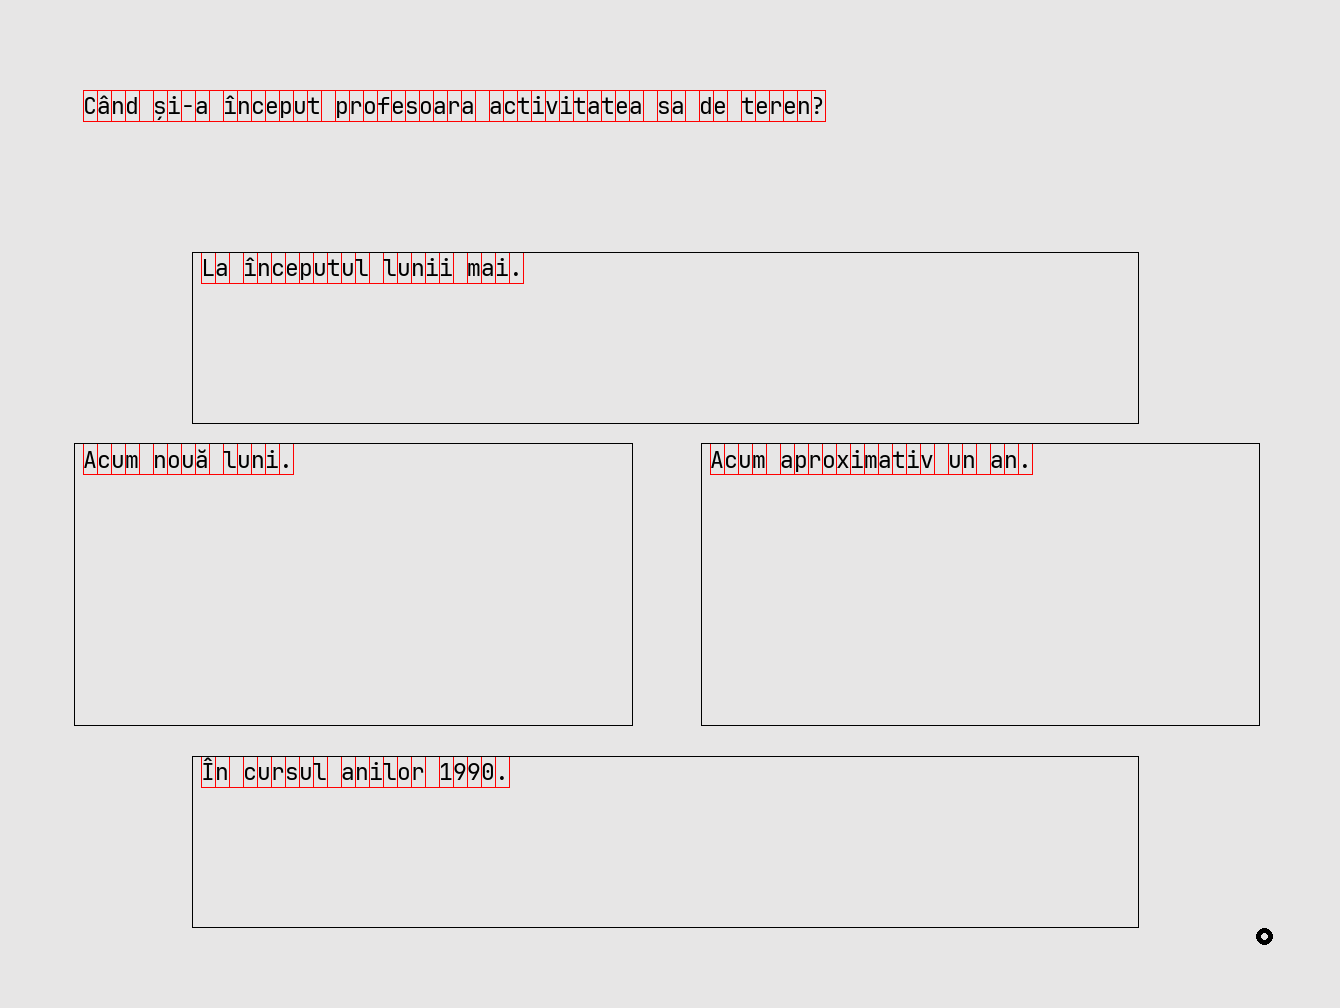 Când și-a început profesoara activitatea sa de teren?
La începutul lunii mai.
Acum nouă luni.
Acum aproximativ un an.
În cursul anilor 1990.